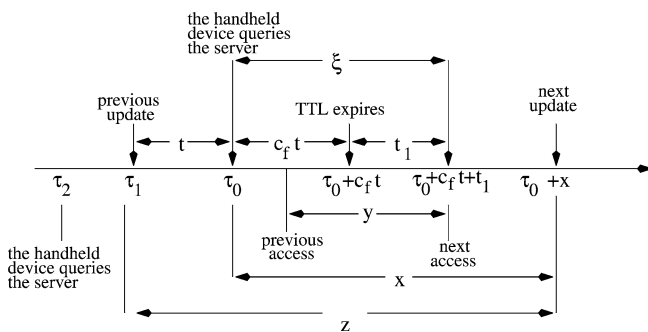 the handheld
device queries
the server
ξ
previous
update
TTL expires
next
update
t
c_f t
t_1
τ_2
τ_1
τ_0
τ_0+c_f t
τ_0+c_f t+t_1
τ_0 +x
y
the handheld
device queries
the server
previous
access
next
access
x
z